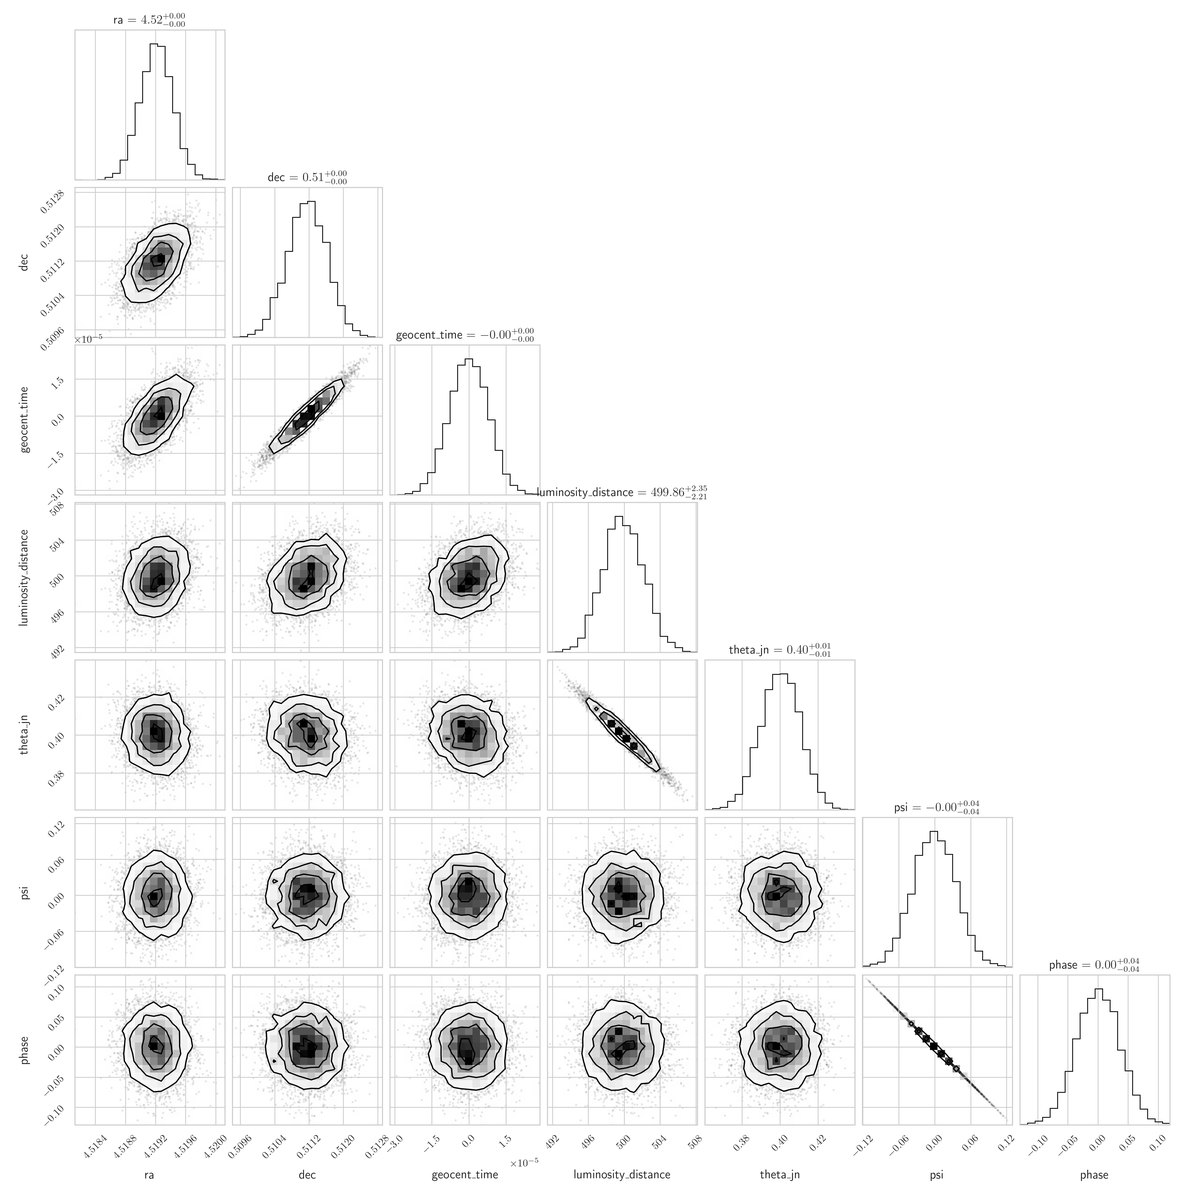 ra = 4.52+0.00−0.00
dec = 0.51+0.00−0.00
0.5128
0.5120
0.5112
0.5104
0.5096
dec
geocent_time = −0.00+0.00−0.00
×10−5
1.5
0.0
−1.5
−3.0
geocent_time
luminosity_distance = 499.86+2.35−2.21
508
504
500
496
492
luminosity_distance
theta_jn = 0.40+0.01−0.01
0.42
0.40
0.38
theta_jn
psi = −0.00+0.04−0.04
0.12
0.06
0.00
−0.06
−0.12
psi
phase = 0.00+0.04−0.04
0.10
0.05
0.00
−0.05
−0.10
phase
4.5184 4.5188 4.5192 4.5196 4.5200 0.5096 0.5104 0.5112 0.5120 0.5128 −3.0 −1.5 0.0 1.5 492 496 500 504 508 0.38 0.40 0.42 −0.12 −0.06 0.00 0.06 0.12 −0.10 −0.05 0.00 0.05 0.10
×10−5
ra dec geocent_time luminosity_distance theta_jn psi phase